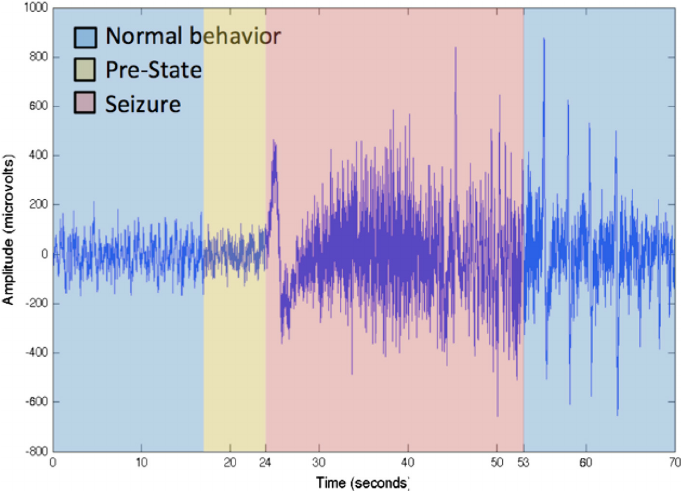 1000
800
600
400
200
0
-200
-400
-600
-800
Amplitude (microvolts)
Normal behavior
Pre-State
Seizure
0 10 20 24 30 40 50 53 60 70
Time (seconds)